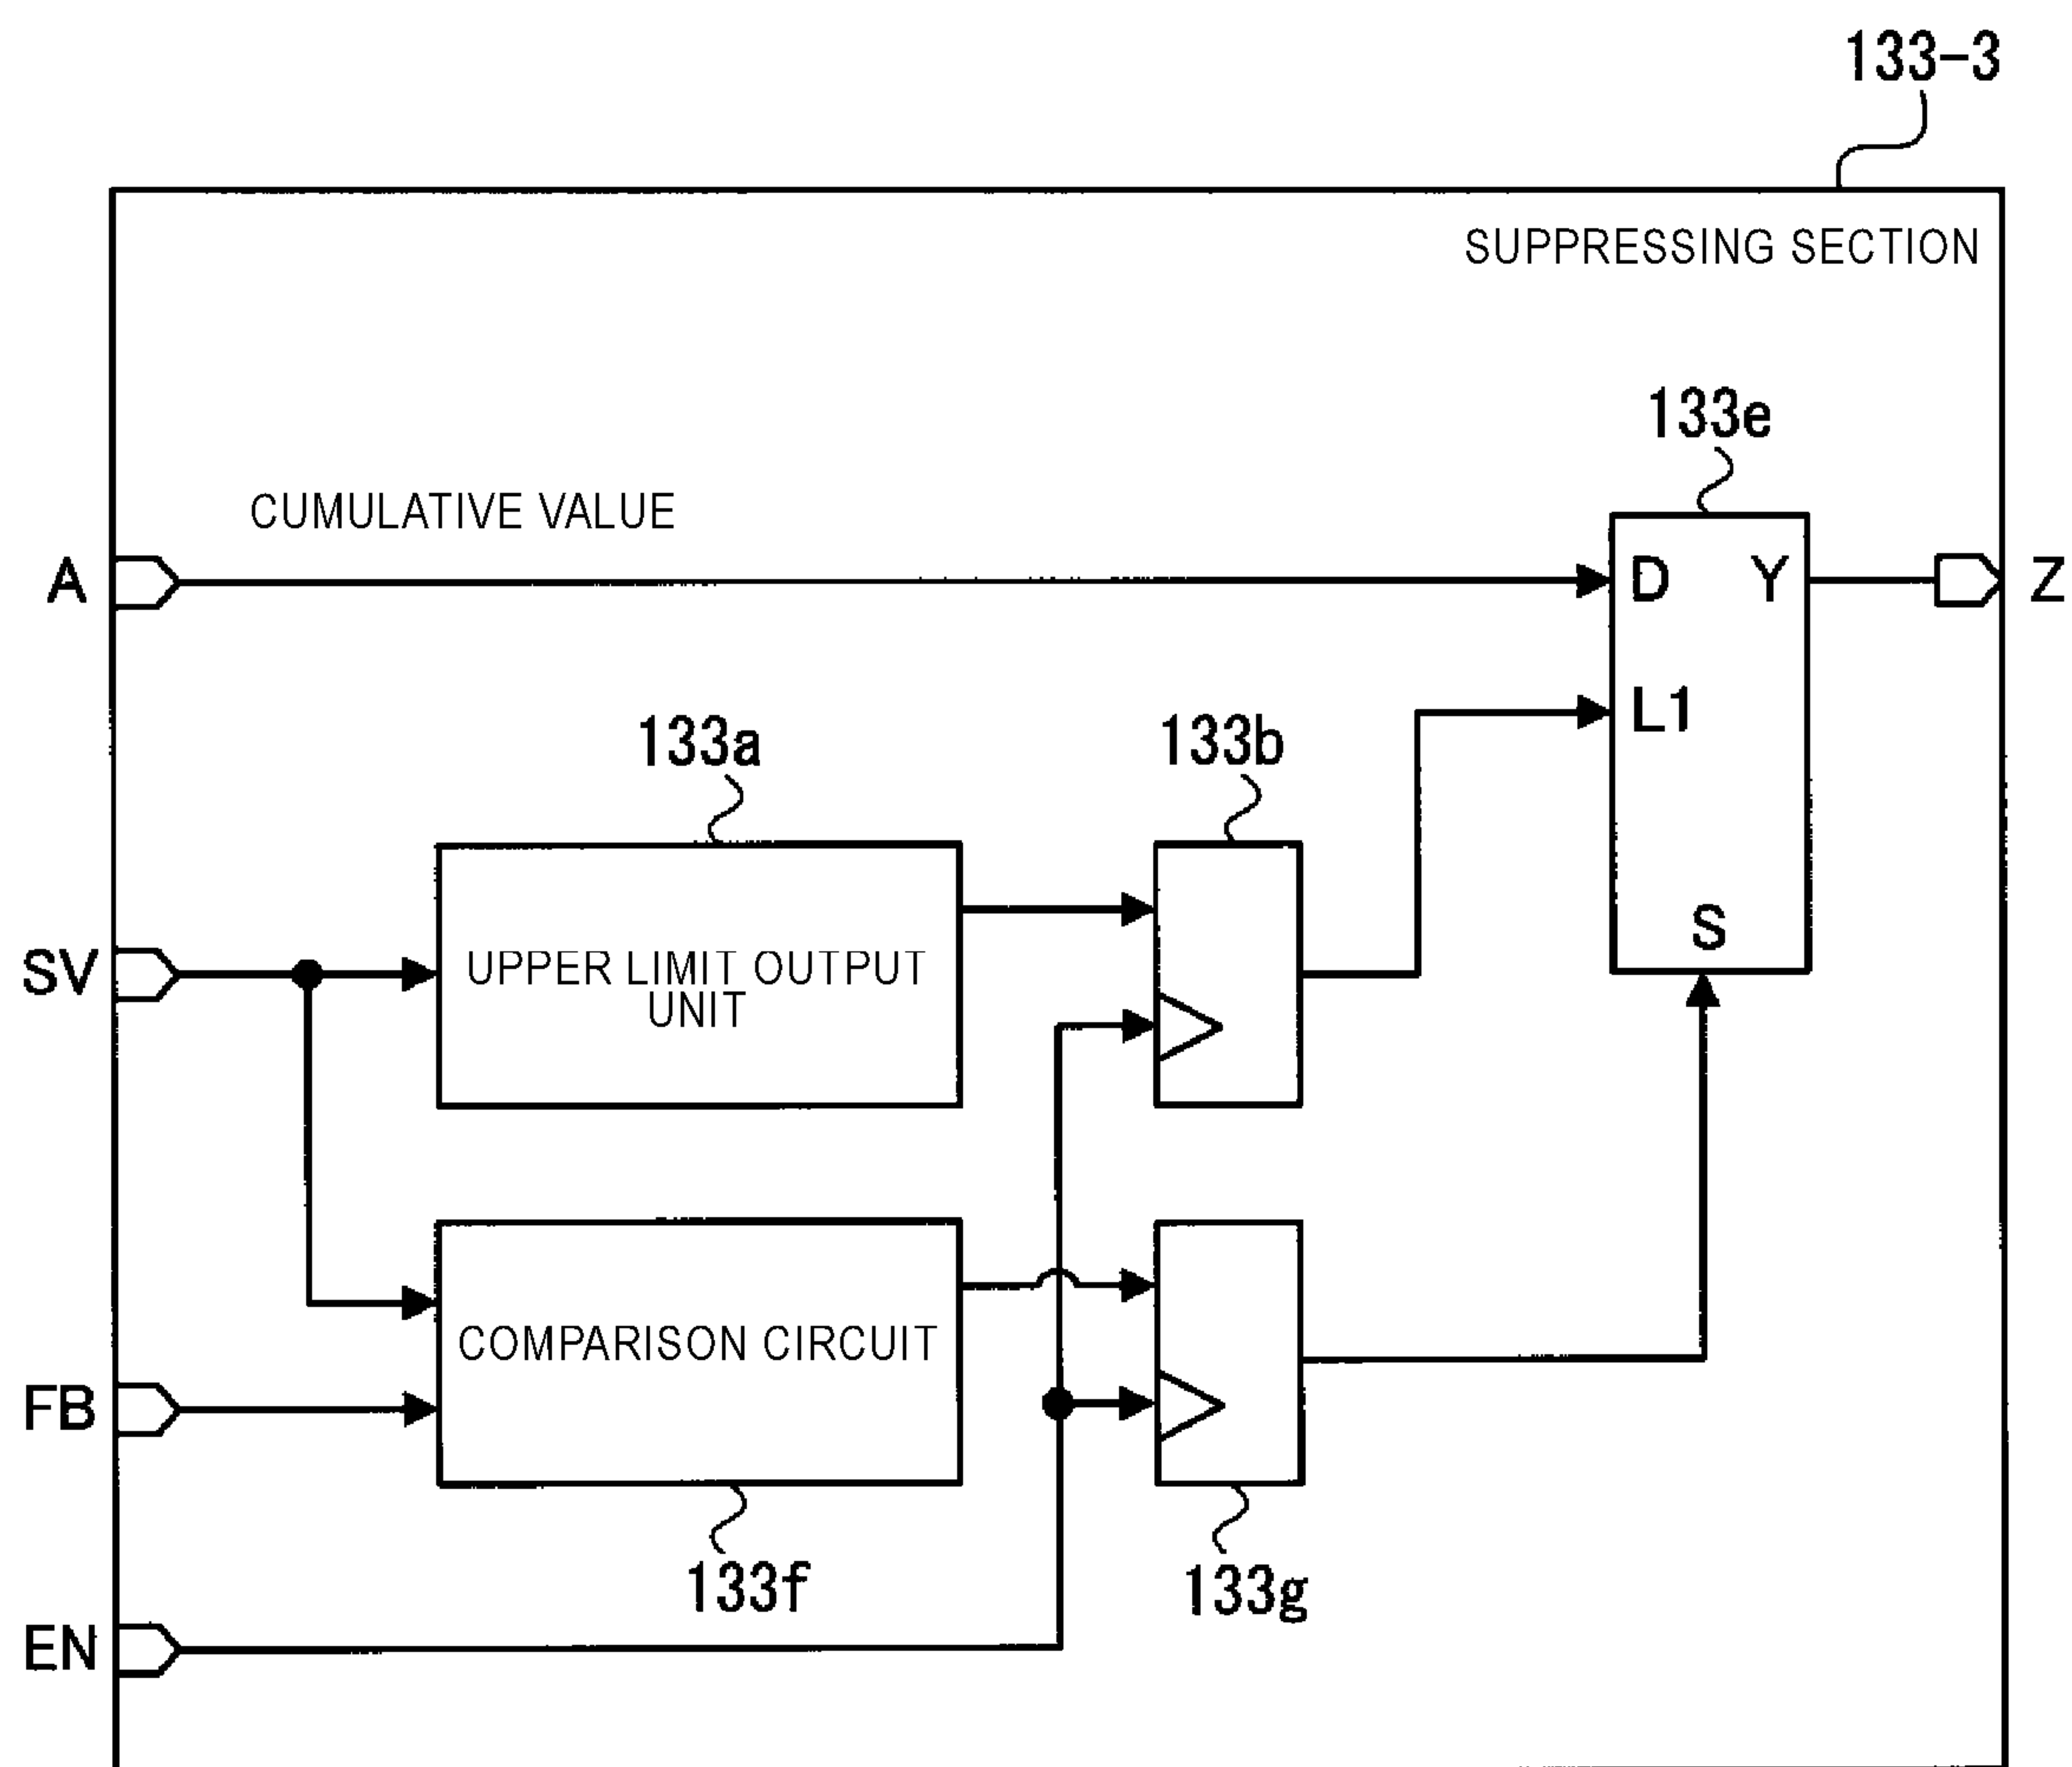 133-3
SUPPRESSING SECTION
133e
CUMULATIVE VALUE
A
D
Y
Z
L1
133a
133b
S
SV
UPPER LIMIT OUTPUT
UNIT
COMPARISON CIRCUIT
FB
133f
133g
EN